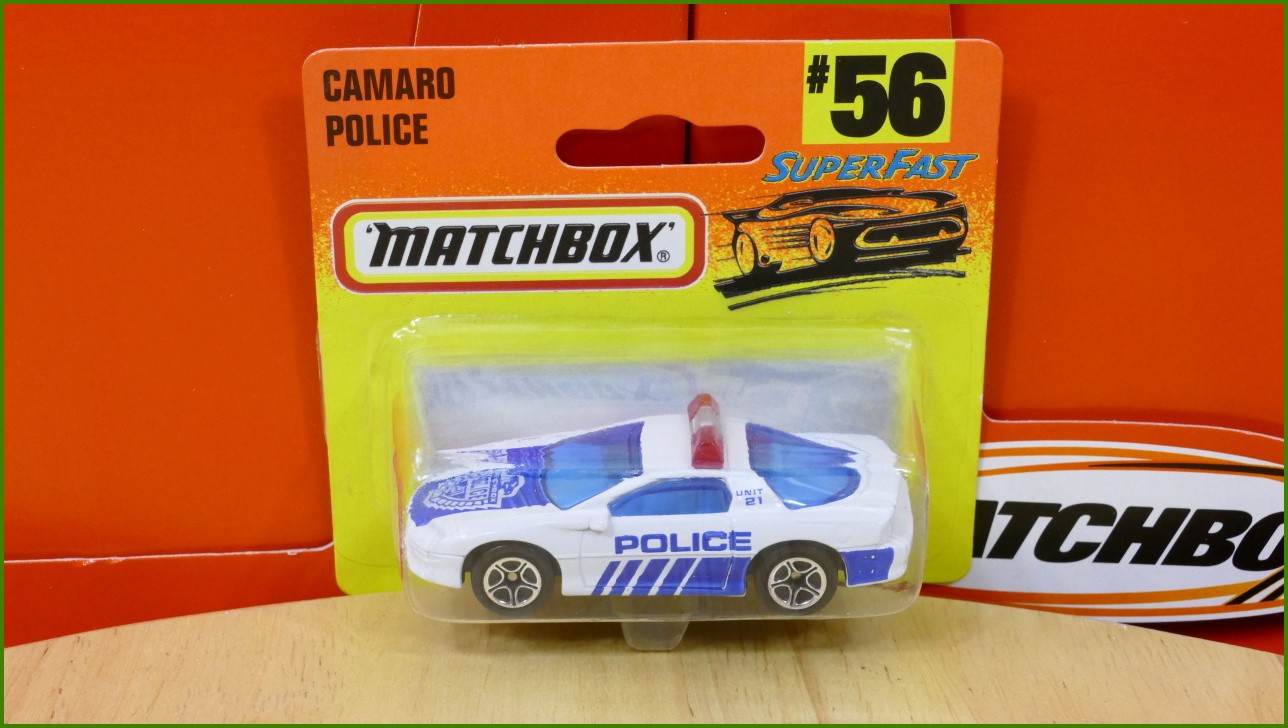 CAMARO
POLICE
#56
SUPERFAST
'MATCHBOX'®
UNIT
21
POLICE
ATCHBO